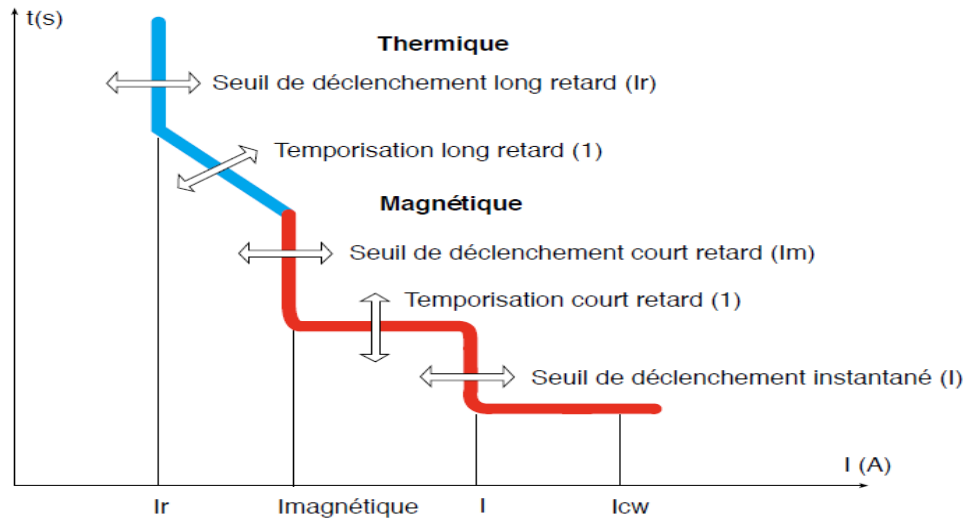 t(s)
Thermique
Seuil de déclenchement long retard (Ir)
Temporisation long retard (1)
Magnétique
Seuil de déclenchement court retard (Im)
Temporisation court retard (1)
Seuil de déclenchement instantané (I)
I (A)
Ir Imagnétique I Icw